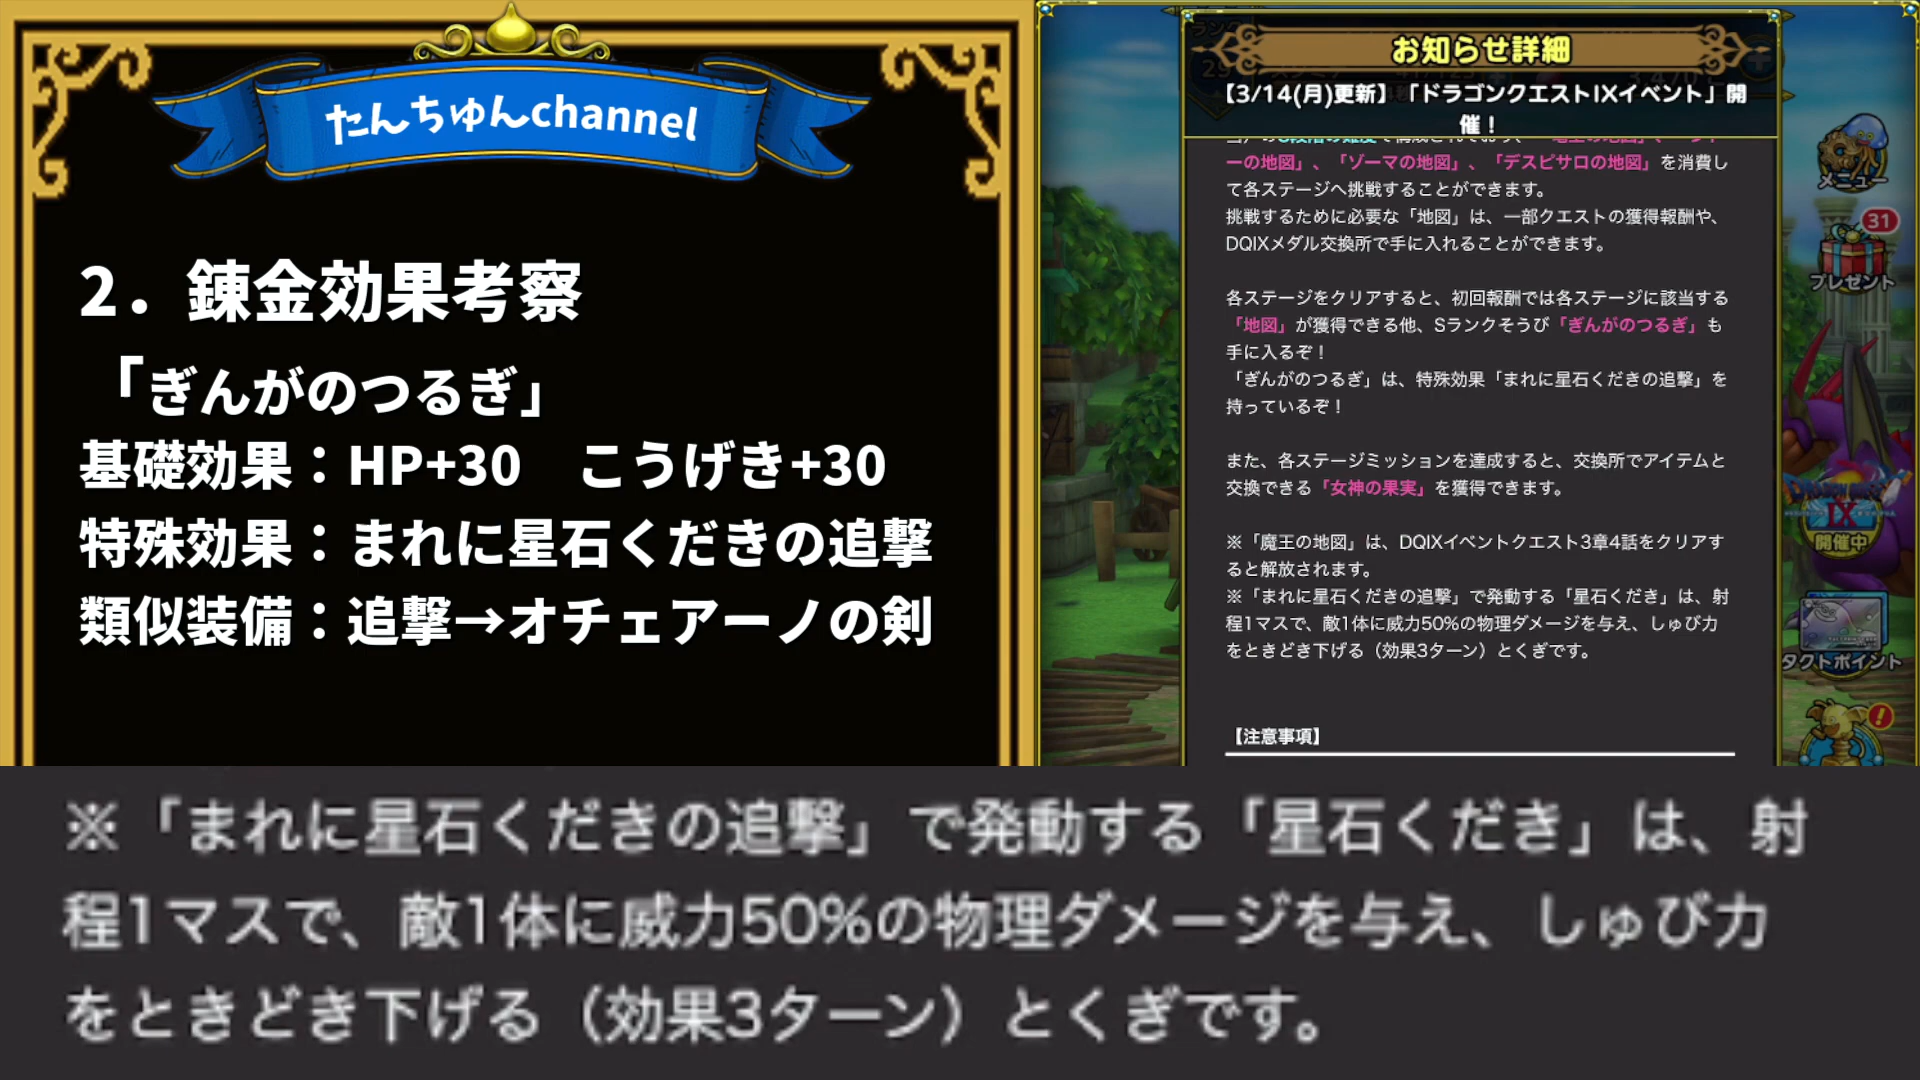 たんちゅんchannel
2．錬金効果考察
「ぎんがのつるぎ」
基礎効果：HP+30　こうげき+30
特殊効果：まれに星石くだきの追撃
類似装備：追撃→オチェアーノの剣
お知らせ詳細
【3/14(月)更新】「ドラゴンクエストIXイベント」開
催！
ーの地図」、「ゾーマの地図」、「デスピサロの地図」を消費し
て各ステージへ挑戦することができます。
挑戦するために必要な「地図」は、一部クエストの獲得報酬や、
DQIXメダル交換所で手に入れることができます。
各ステージをクリアすると、初回報酬では各ステージに該当する
「地図」が獲得できる他、Sランクそうび「ぎんがのつるぎ」も
手に入るぞ！
「ぎんがのつるぎ」は、特殊効果「まれに星石くだきの追撃」を
持っているぞ！
また、各ステージミッションを達成すると、交換所でアイテムと
交換できる「女神の果実」を獲得できます。
※「魔王の地図」は、DQIXイベントクエスト3章4話をクリアす
ると解放されます。
※「まれに星石くだきの追撃」で発動する「星石くだき」は、射
程1マスで、敵1体に威力50%の物理ダメージを与え、しゅび力
をときどき下げる（効果3ターン）とくぎです。
【注意事項】
メニュー
31
プレゼント
IX
開催中
タクトポイント
※「まれに星石くだきの追撃」で発動する「星石くだき」は、射
程1マスで、敵1体に威力50%の物理ダメージを与え、しゅび力
をときどき下げる（効果3ターン）とくぎです。